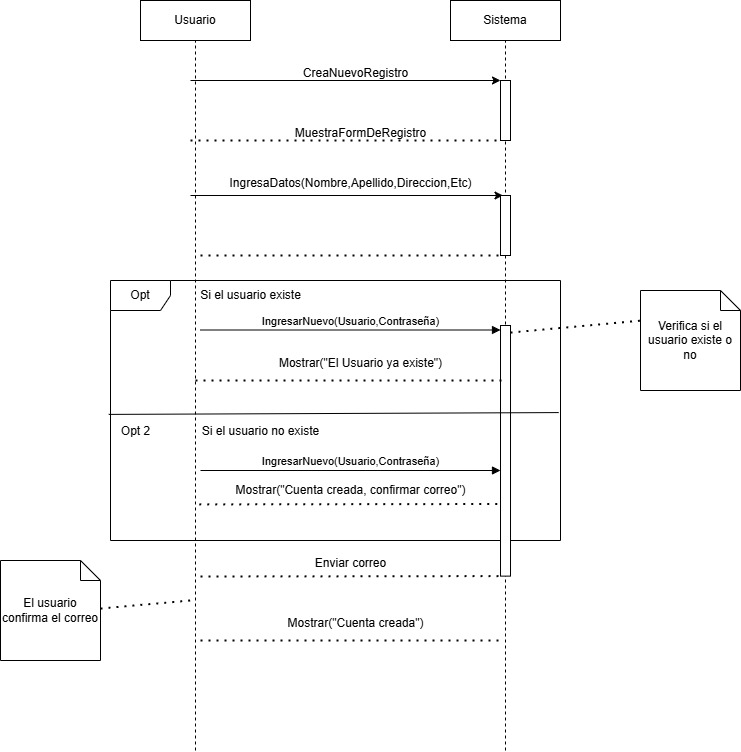 Usuario
Sistema
CreaNuevoRegistro
MuestraFormDeRegistro
IngresaDatos(Nombre,Apellido,Direccion,Etc)
Opt
Si el usuario existe
IngresarNuevo(Usuario,Contraseña)
Verifica si el
usuario existe o
no
Mostrar("El Usuario ya existe")
Opt 2
Si el usuario no existe
IngresarNuevo(Usuario,Contraseña)
Mostrar("Cuenta creada, confirmar correo")
Enviar correo
El usuario
confirma el correo
Mostrar("Cuenta creada")